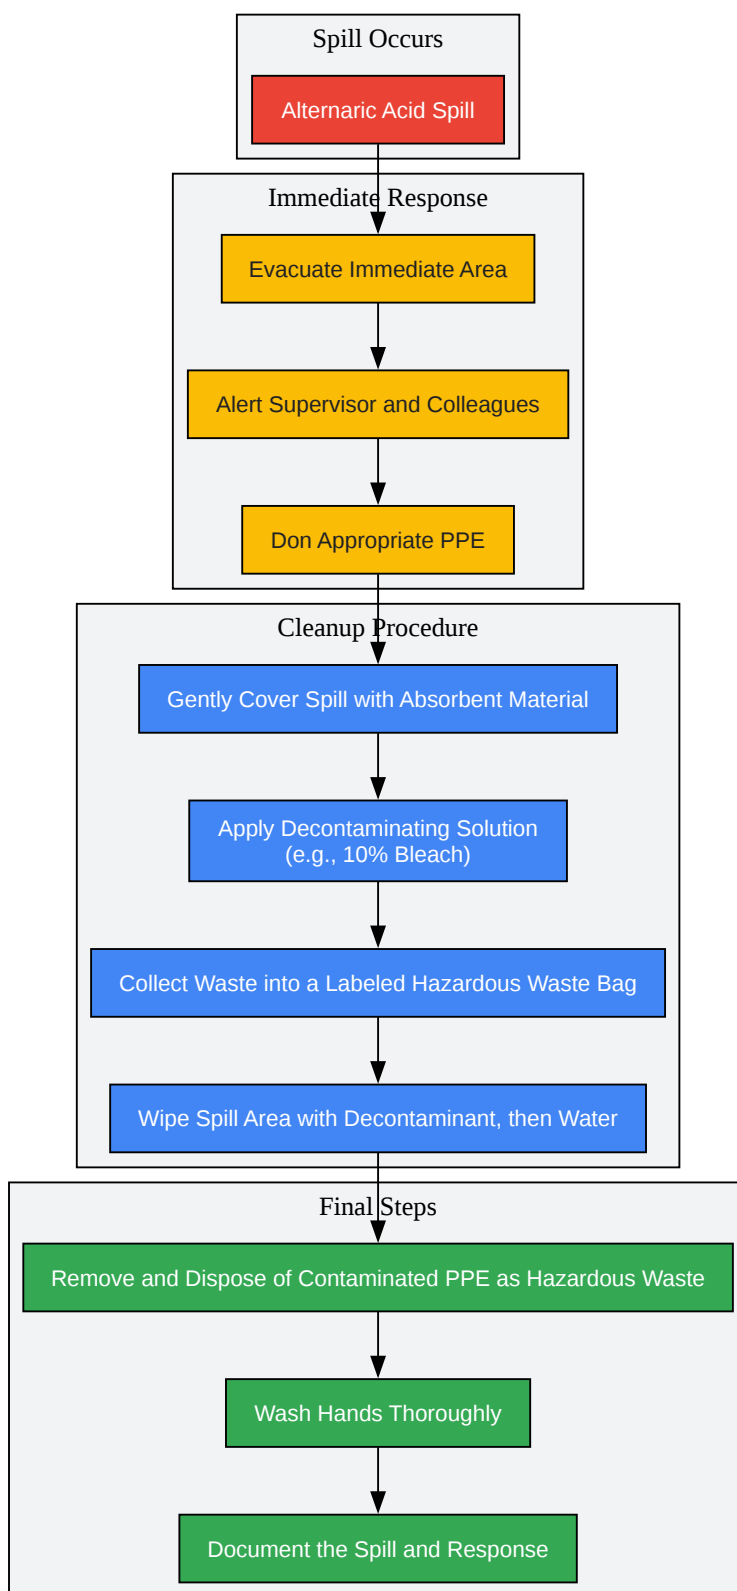 Spill Occurs
Alternaric Acid Spill
Immediate Response
Evacuate Immediate Area
Alert Supervisor and Colleagues
Don Appropriate PPE
Cleanup Procedure
Gently Cover Spill with Absorbent Material
Apply Decontaminating Solution
(e.g., 10% Bleach)
Collect Waste into a Labeled Hazardous Waste Bag
Wipe Spill Area with Decontaminant, then Water
Final Steps
Remove and Dispose of Contaminated PPE as Hazardous Waste
Wash Hands Thoroughly
Document the Spill and Response